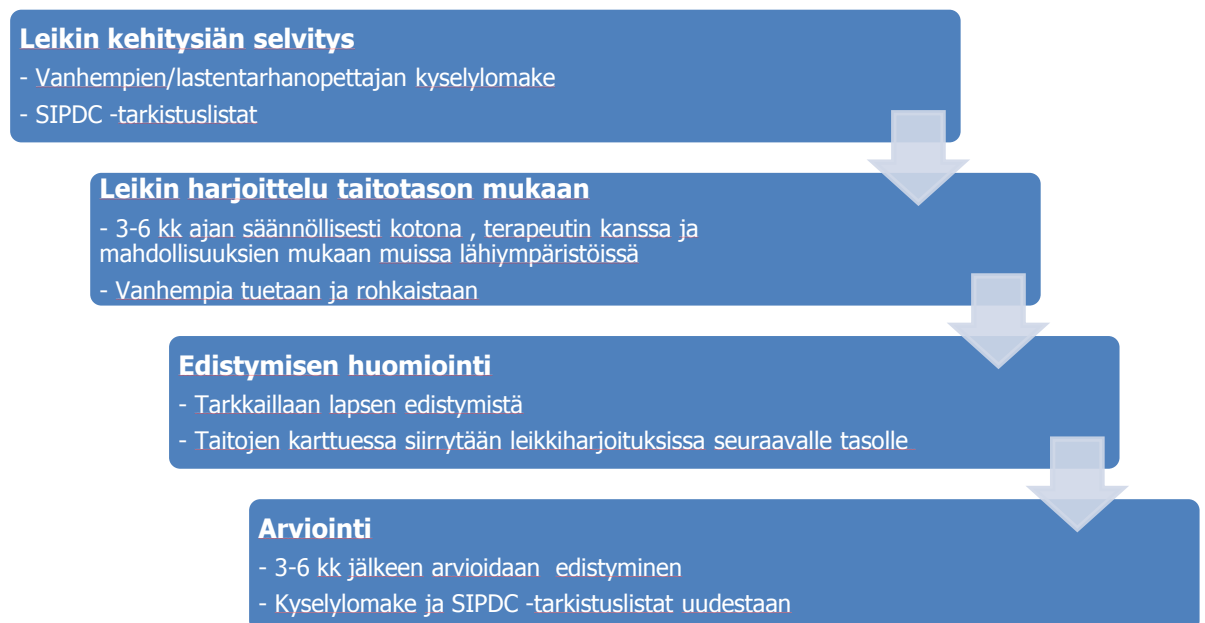 Leikin kehitysiän selvitys
- Vanhempien/lastentarhanopettajan kyselylomake
- SIPDC -tarkistuslistat
Leikin harjoittelu taitotason mukaan
- 3-6 kk ajan säännöllisesti kotona , terapeutin kanssa ja
mahdollisuuksien mukaan muissa lähiympäristöissä
- Vanhempia tuetaan ja rohkaistaan
Edistymisen huomiointi
- Tarkkaillaan lapsen edistymistä
- Taitojen karttuessa siirrytään leikkiharjoituksissa seuraavalle tasolle
Arviointi
- 3-6 kk jälkeen arvioidaan  edistyminen
- Kyselylomake ja SIPDC -tarkistuslistat uudestaan